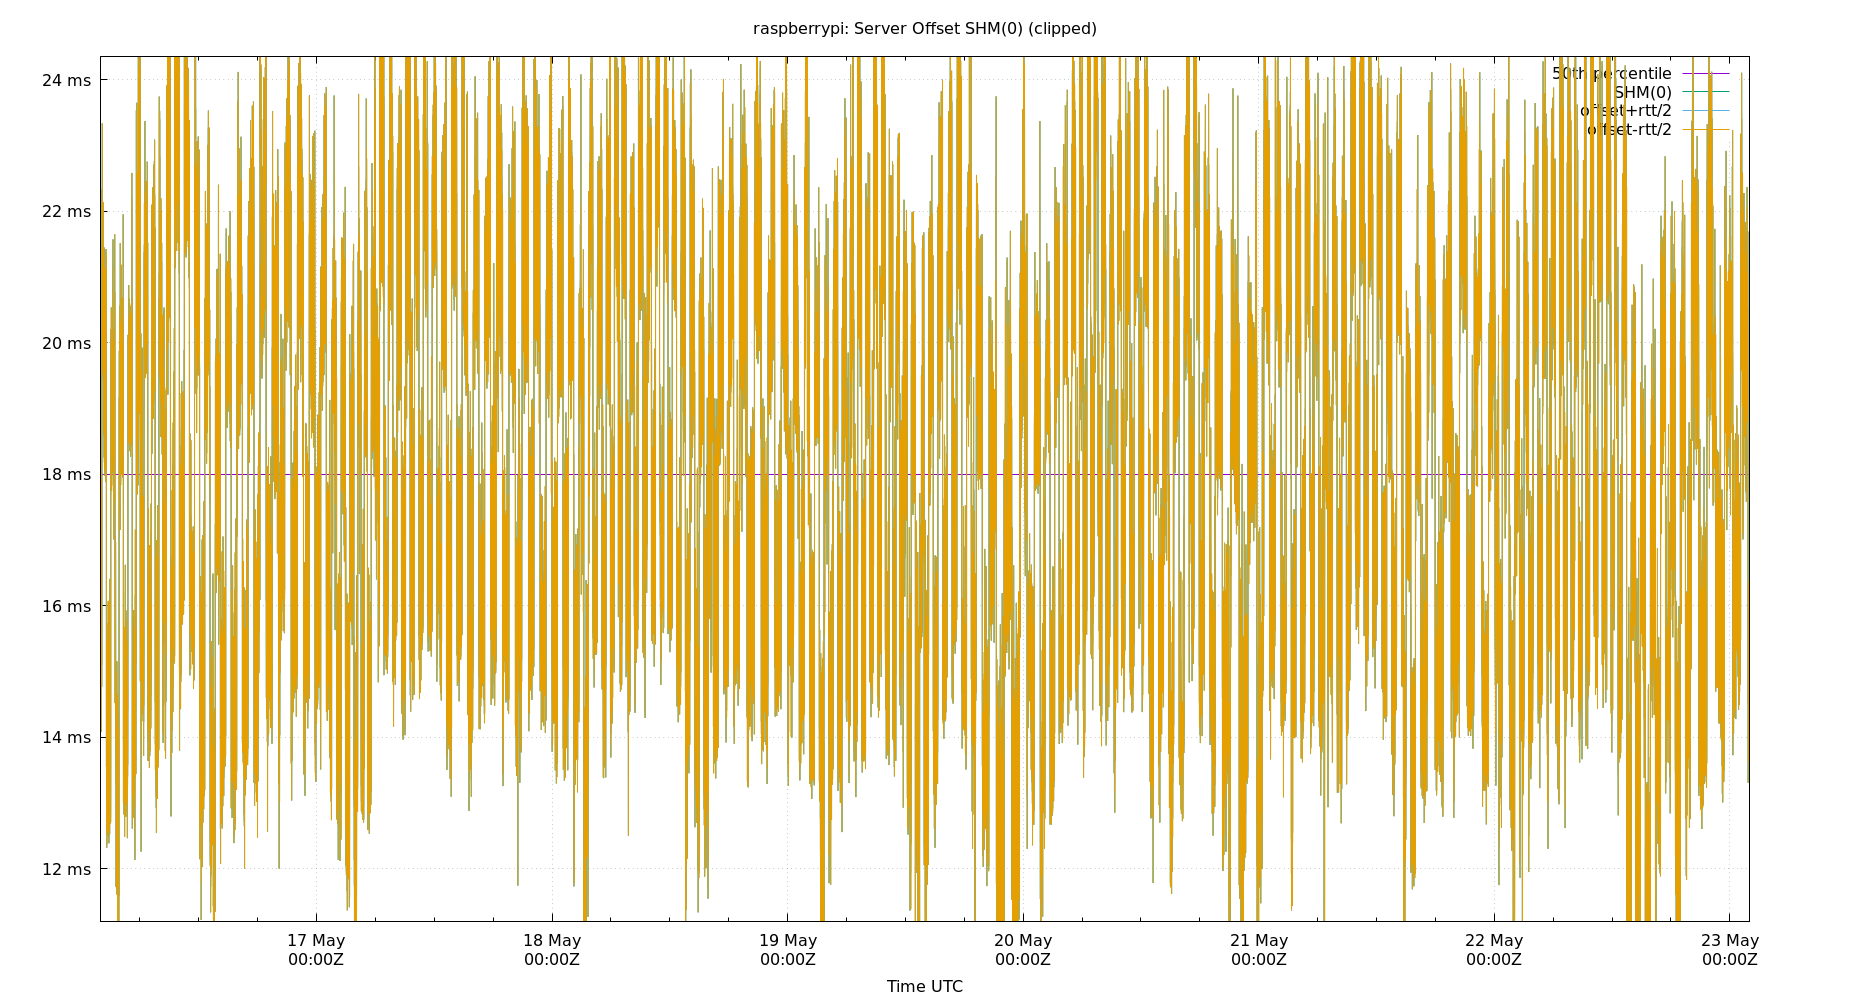 raspberrypi: Server Offset SHM(0) (clipped)
24 ms
22 ms
20 ms
18 ms
16 ms
14 ms
12 ms
50th percentile
SHM(0)
offset+rtt/2
offset-rtt/2
17 May
00:00Z
18 May
00:00Z
19 May
00:00Z
20 May
00:00Z
21 May
00:00Z
22 May
00:00Z
23 May
00:00Z
Time UTC